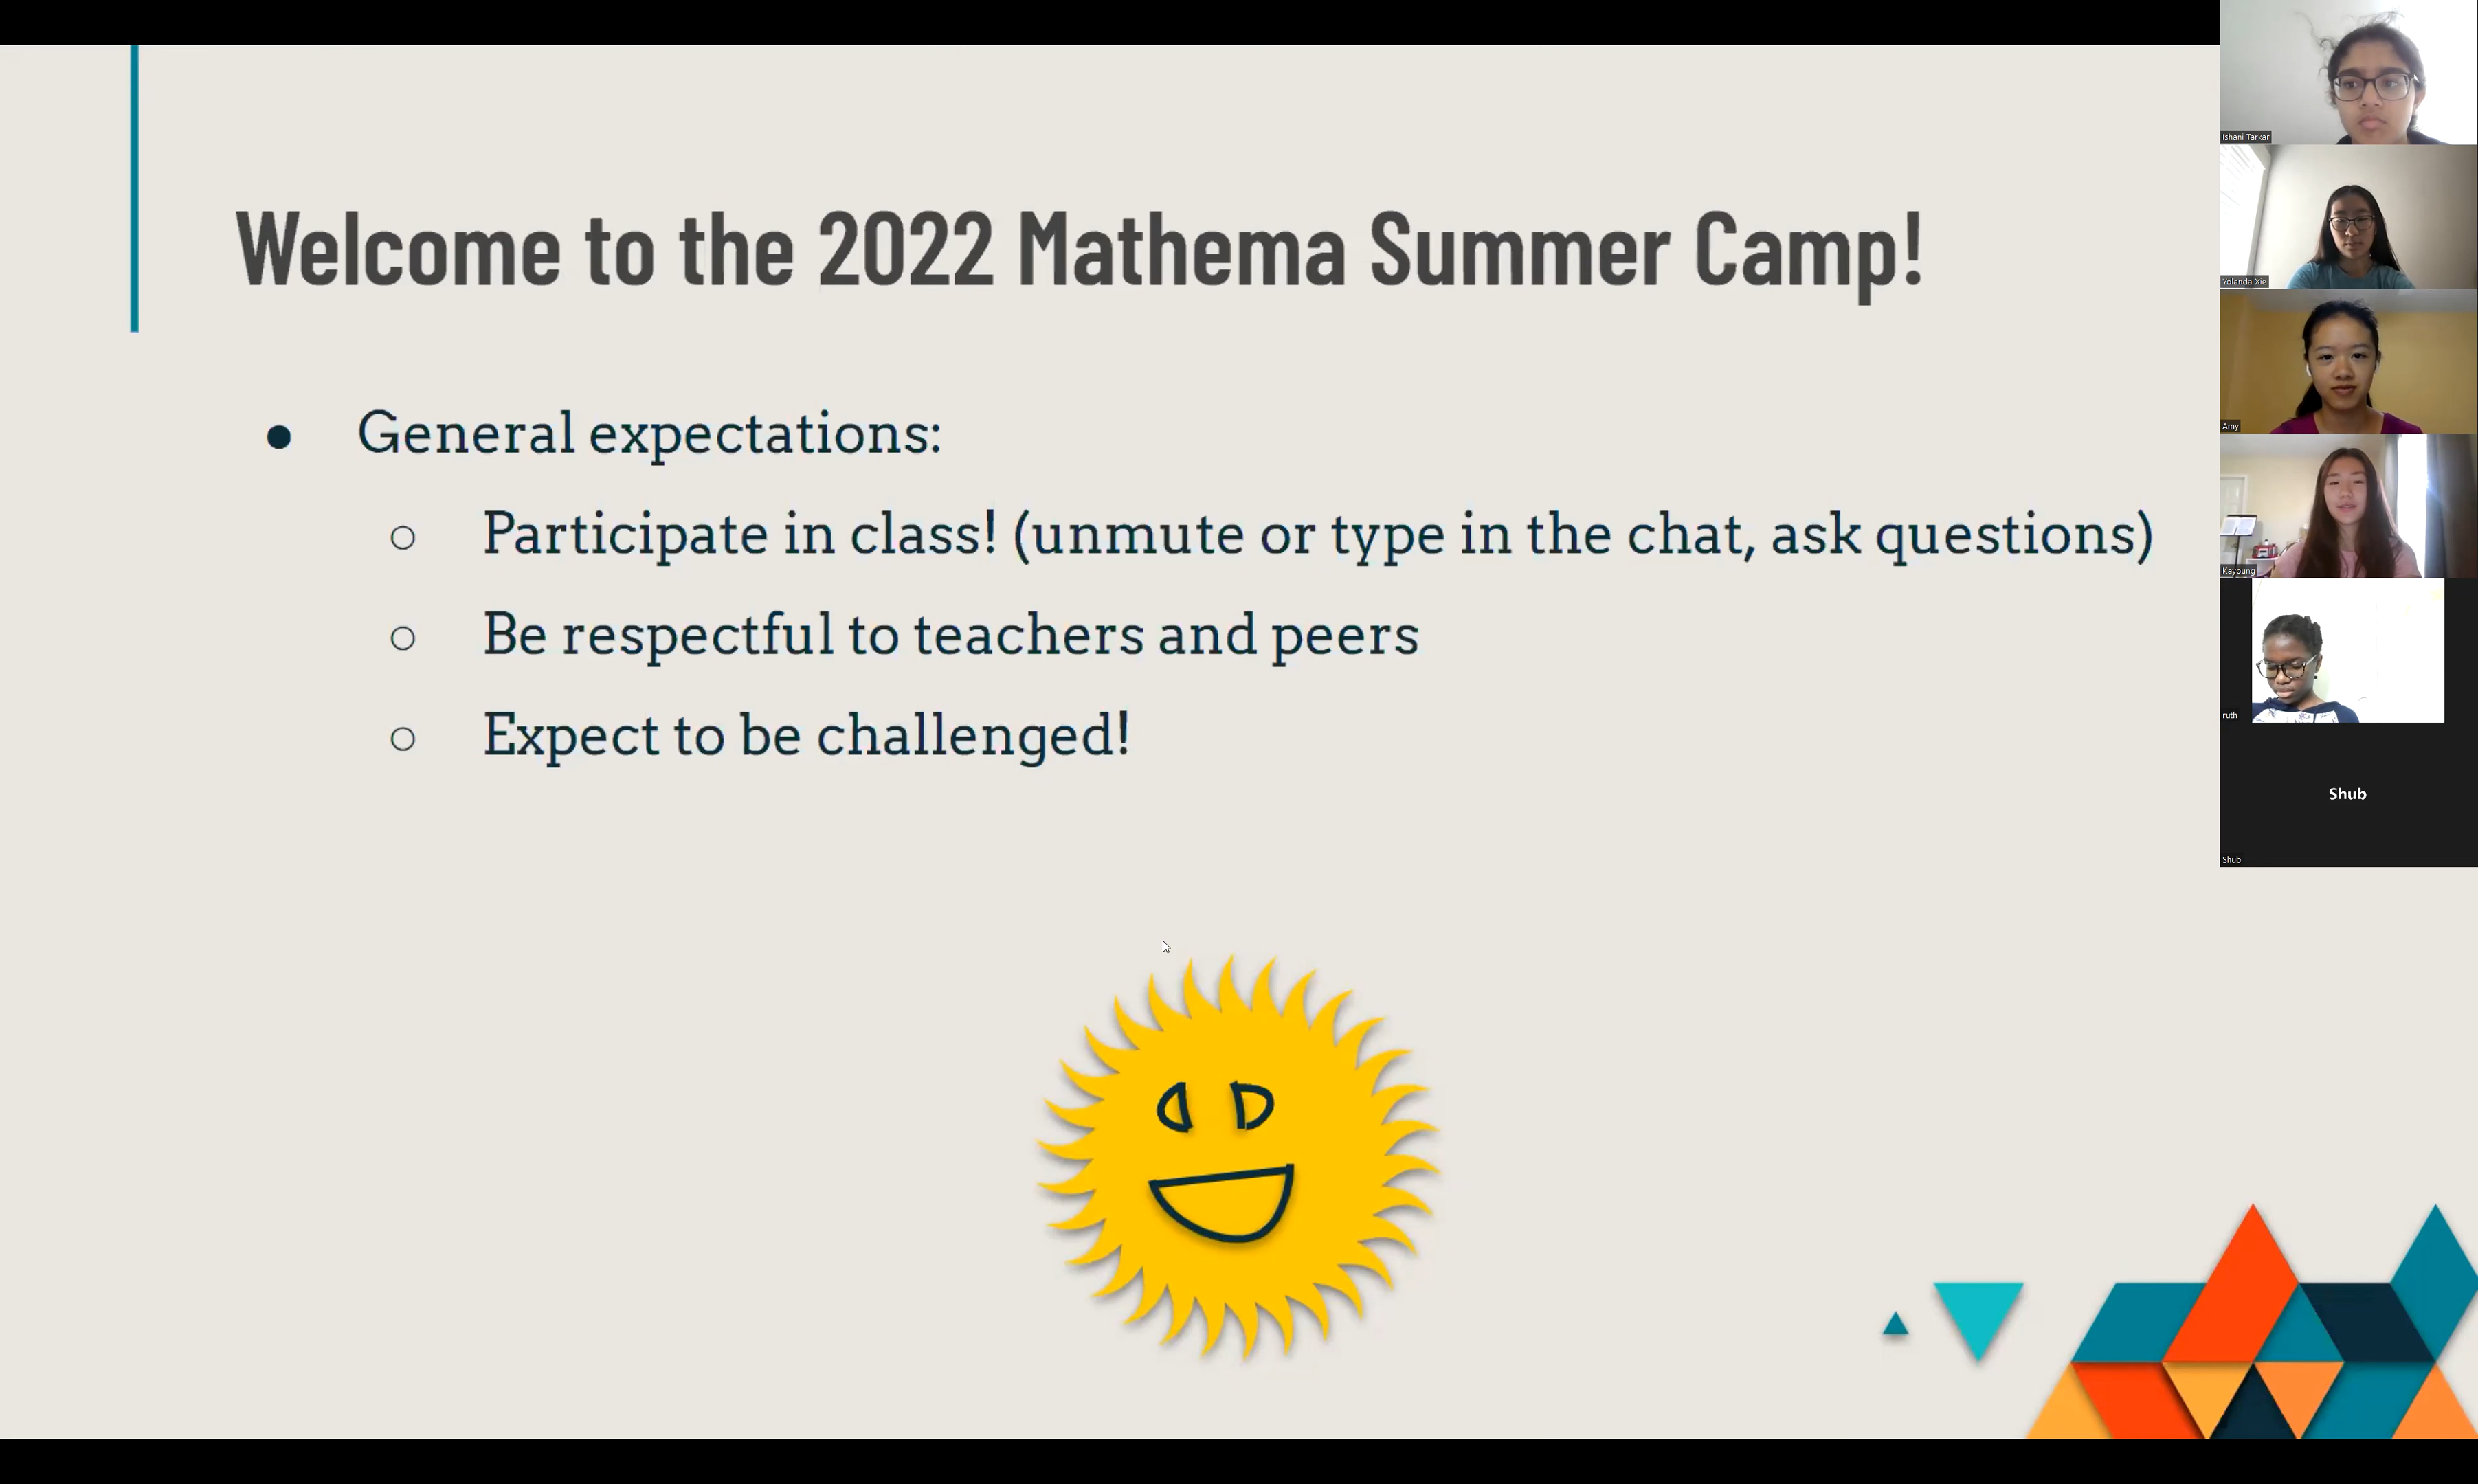 Welcome to the 2022 Mathema Summer Camp!
● General expectations:
○ Participate in class! (unmute or type in the chat, ask questions)
○ Be respectful to teachers and peers
○ Expect to be challenged!
Ishani Tarkar
Yolanda Xie
Amy
Kayoung
ruth
Shub
Shub